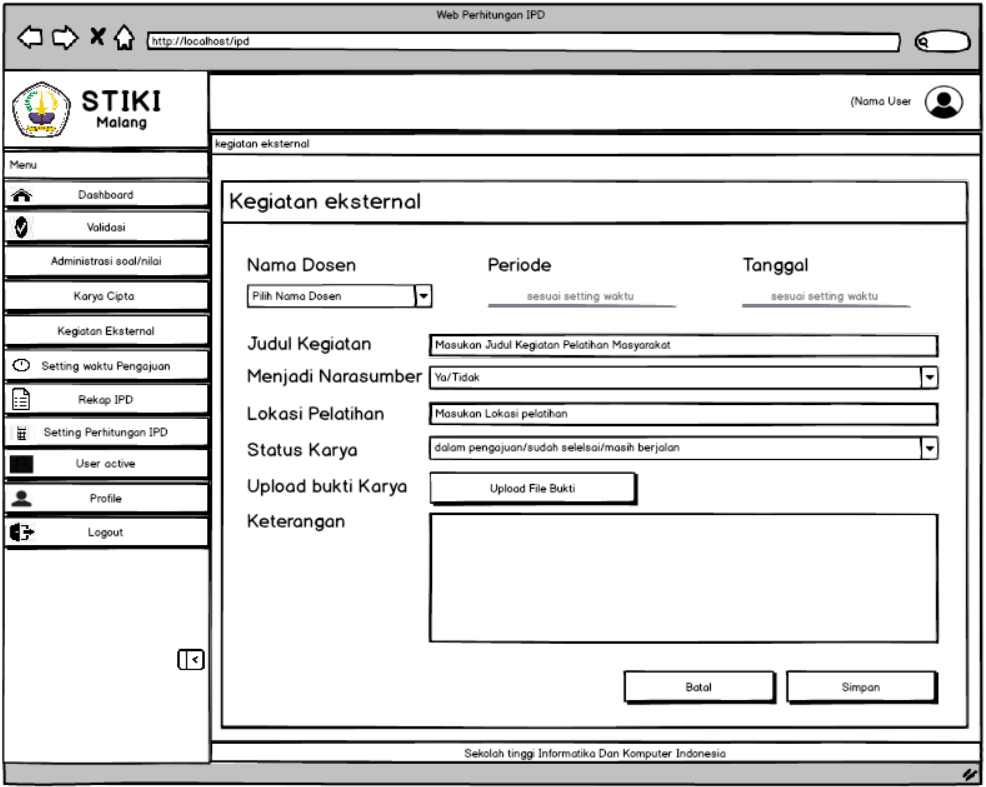 Web Perhitungan IPD
http://localhost/ipd
STIKI
Malang
(Nama User
kegiatan eksternal
Menu
Dashboard
Validasi
Administrasi soal/nilai
Karya Cipta
Kegiatan Eksternal
Setting waktu Pengajuan
Rekap IPD
Setting Perhitungan IPD
User active
Profile
Logout
Kegiatan eksternal
Nama Dosen
Periode
Tanggal
Pilih Nama Dosen
sesuai setting waktu
sesuai setting waktu
Judul Kegiatan
Masukan Judul Kegiatan Pelatihan Masyarakat
Menjadi Narasumber
Ya/Tidak
Lokasi Pelatihan
Masukan Lokasi pelatihan
Status Karya
dalam pengajuan/sudah selelsai/masih berjalan
Upload bukti Karya
Upload File Bukti
Keterangan
Batal
Simpan
Sekolah tinggi Informatika Dan Komputer Indonesia